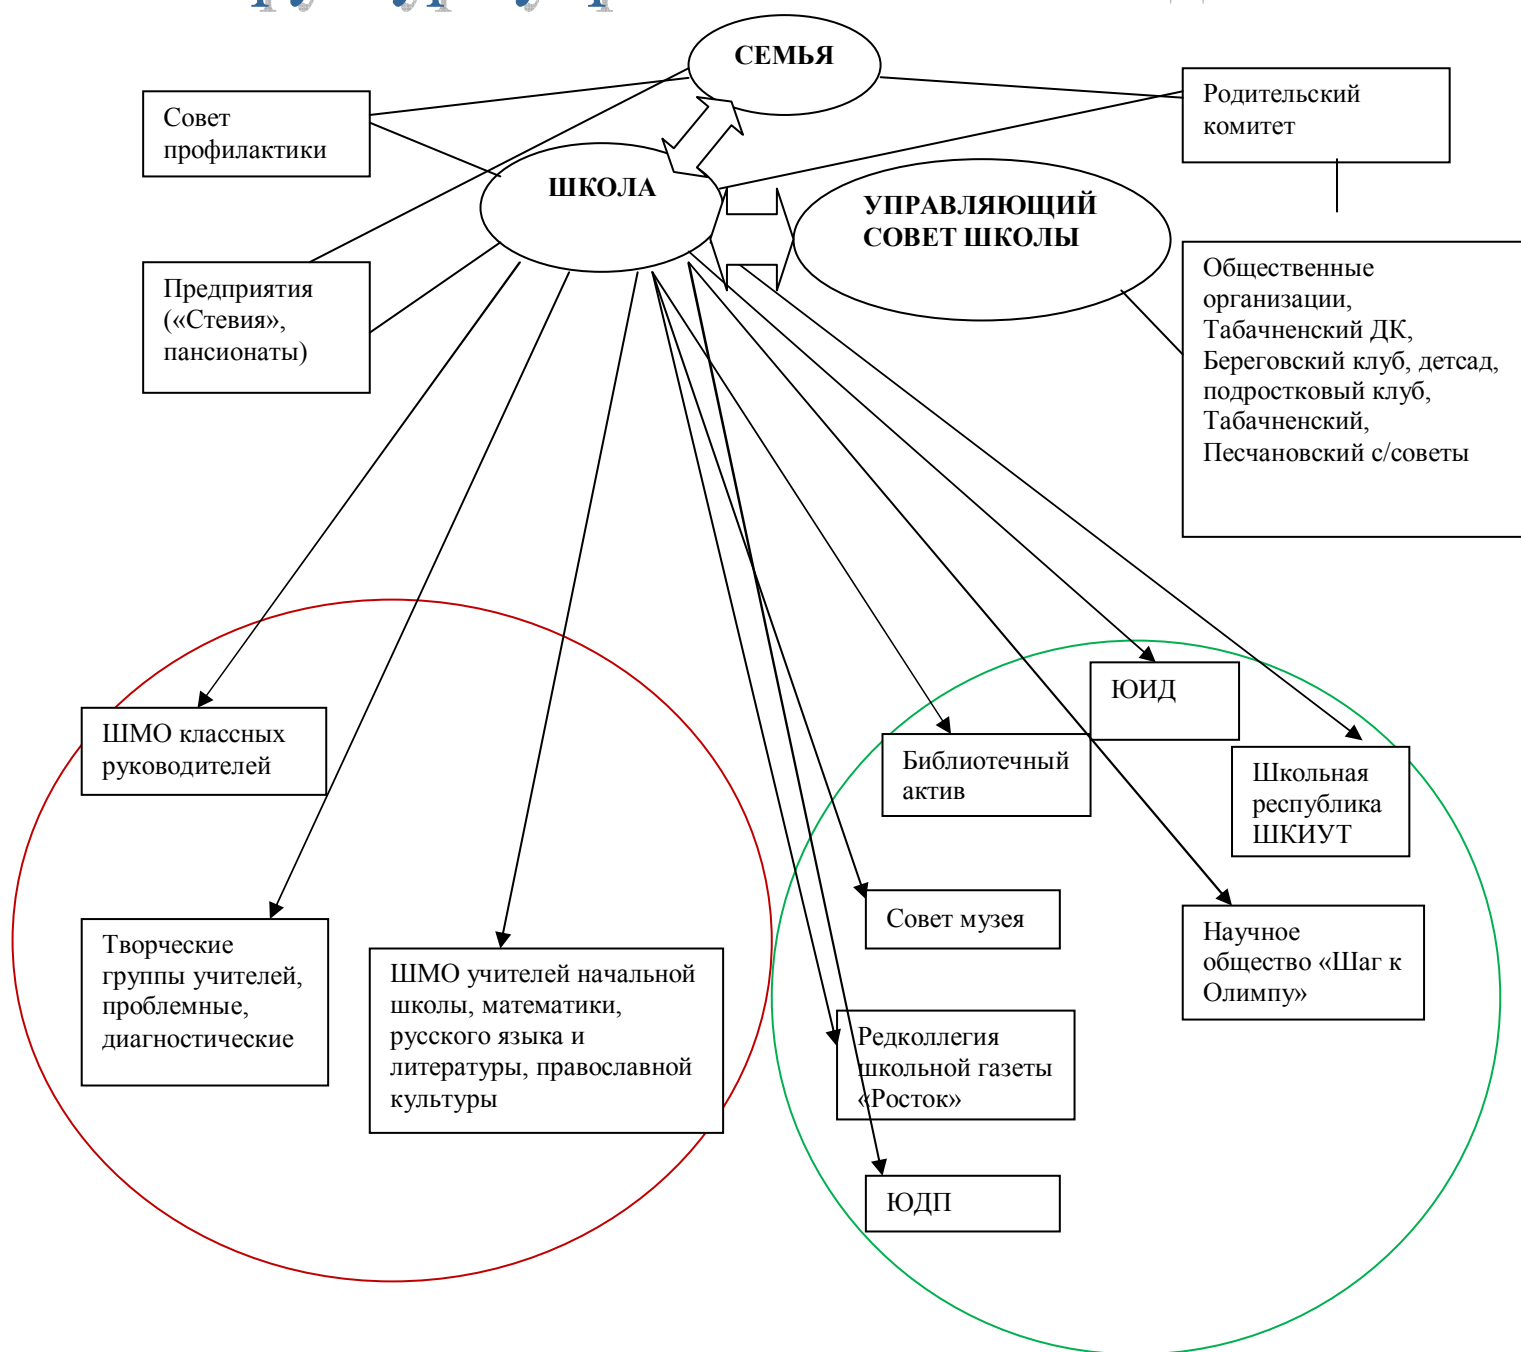 СЕМЬЯ
Совет
профилактики
Родительский
комитет
ШКОЛА
УПРАВЛЯЮЩИЙ
СОВЕТ ШКОЛЫ
Предприятия
(«Стевия»,
пансионаты)
Общественные
организации,
Табачненский ДК,
Береговский клуб, детсад,
подростковый клуб,
Табачненский,
Песчановский с/советы
ЮИД
ШМО классных
руководителей
Библиотечный
актив
Школьная
республика
ШКИУТ
Творческие
группы учителей,
проблемные,
диагностические
ШМО учителей начальной
школы, математики,
русского языка и
литературы, православной
культуры
Совет музея
Научное
общество «Шаг к
Олимпу»
Редколлегия
школьной газеты
«Росток»
ЮДП